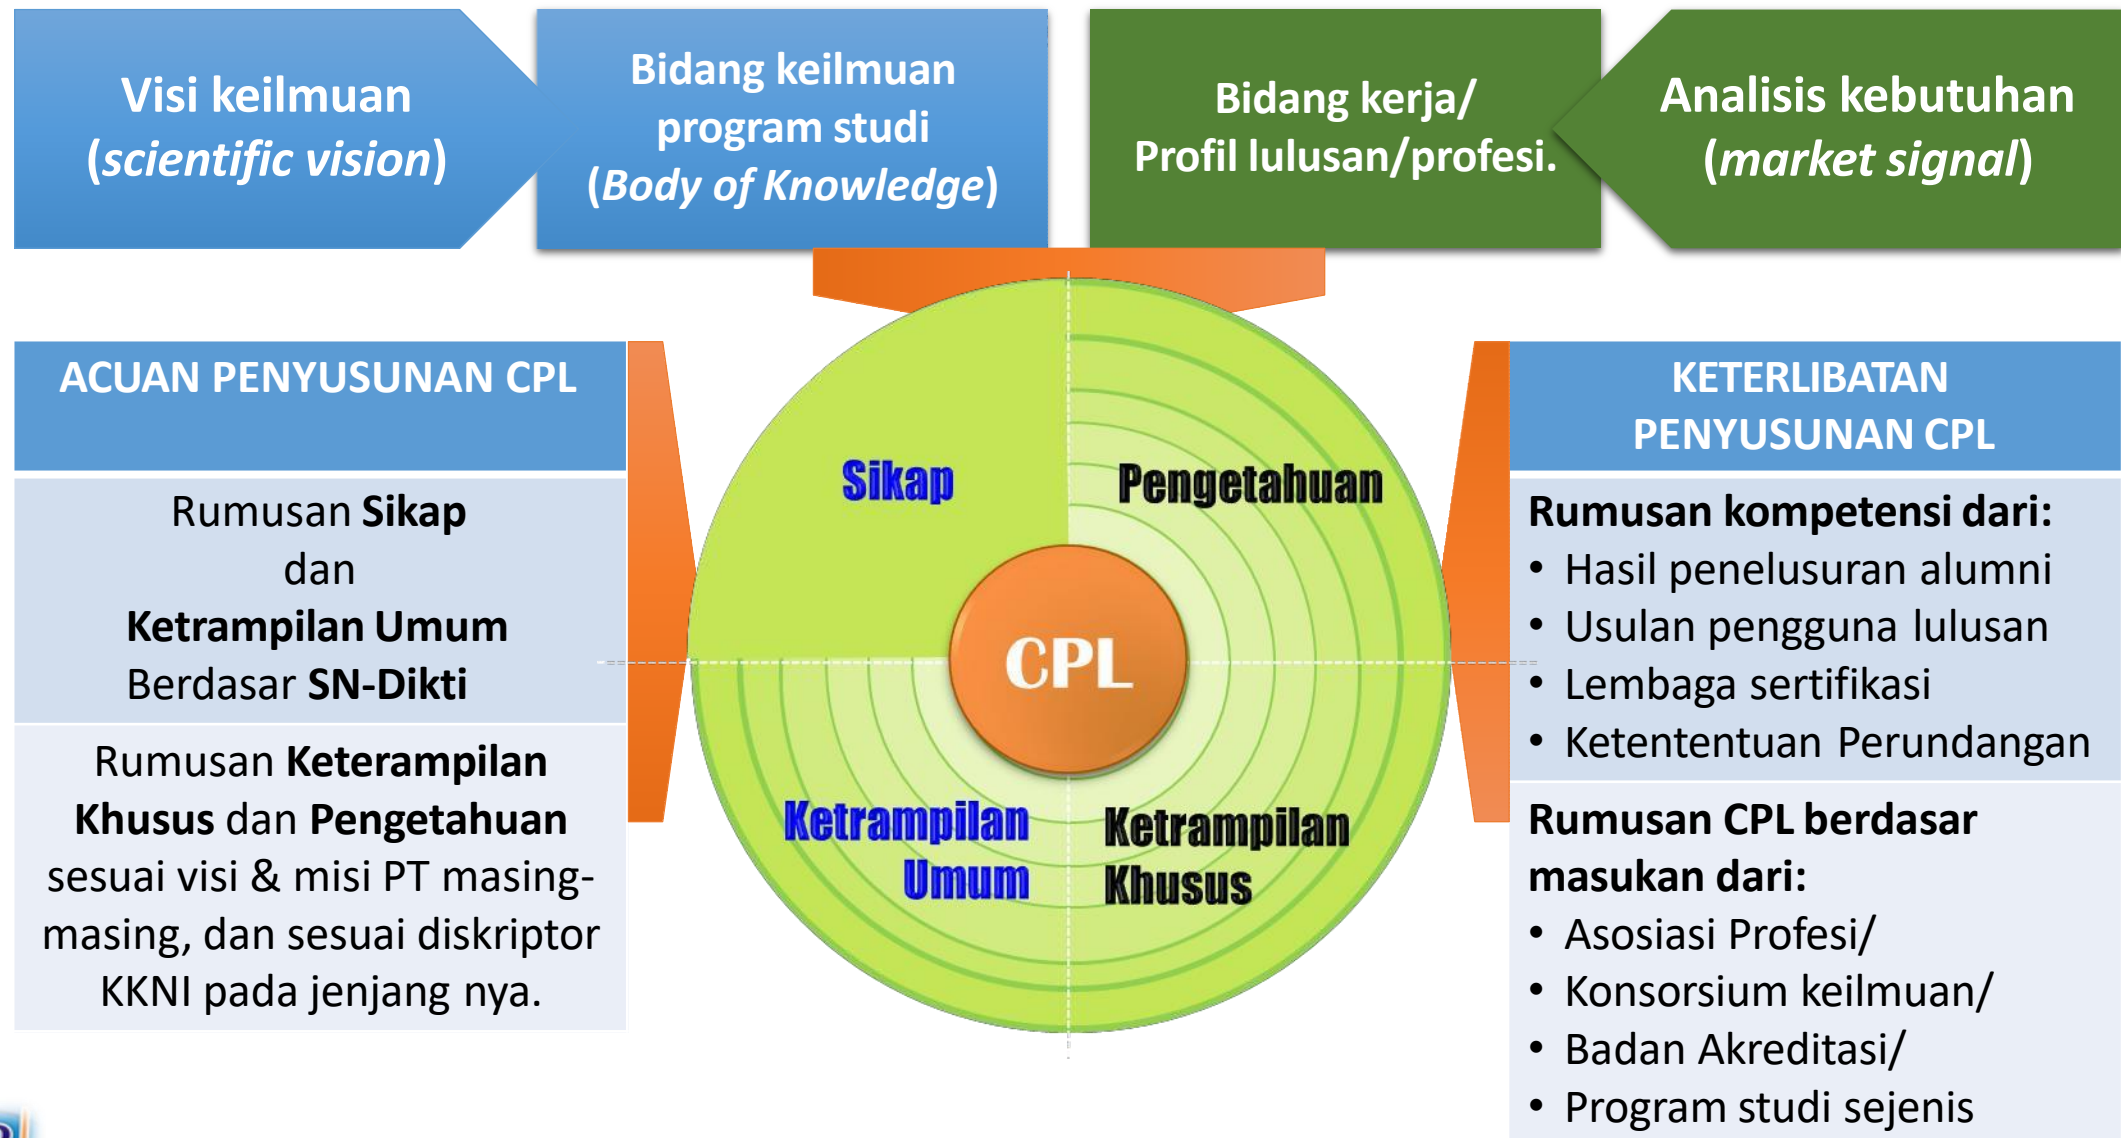 Visi keilmuan
(scientific vision)
Bidang keilmuan
program studi
(Body of Knowledge)
Bidang kerja/
Profil lulusan/profesi.
Analisis kebutuhan
(market signal)
ACUAN PENYUSUNAN CPL
Rumusan Sikap
dan
Ketrampilan Umum
Berdasar SN-Dikti
Rumusan Keterampilan
Khusus dan Pengetahuan
sesuai visi & misi PT masing-
masing, dan sesuai diskriptor
KKNI pada jenjang nya.
Sikap
Pengetahuan
CPL
Ketrampilan
Umum
Ketrampilan
Khusus
KETERLIBATAN
PENYUSUNAN CPL
Rumusan kompetensi dari:
• Hasil penelusuran alumni
• Usulan pengguna lulusan
• Lembaga sertifikasi
• Ketententuan Perundangan
Rumusan CPL berdasar
masukan dari:
• Asosiasi Profesi/
• Konsorsium keilmuan/
• Badan Akreditasi/
• Program studi sejenis